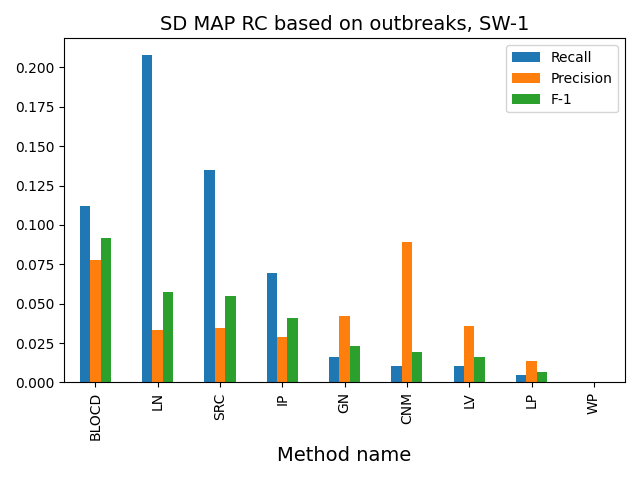 SD MAP RC based on outbreaks, SW-1
Recall
Precision
F-1
0.200
0.175
0.150
0.125
0.100
0.075
0.050
0.025
0.000
BLOCD
LN
SRC
IP
GN
CNM
LV
LP
WP
Method name